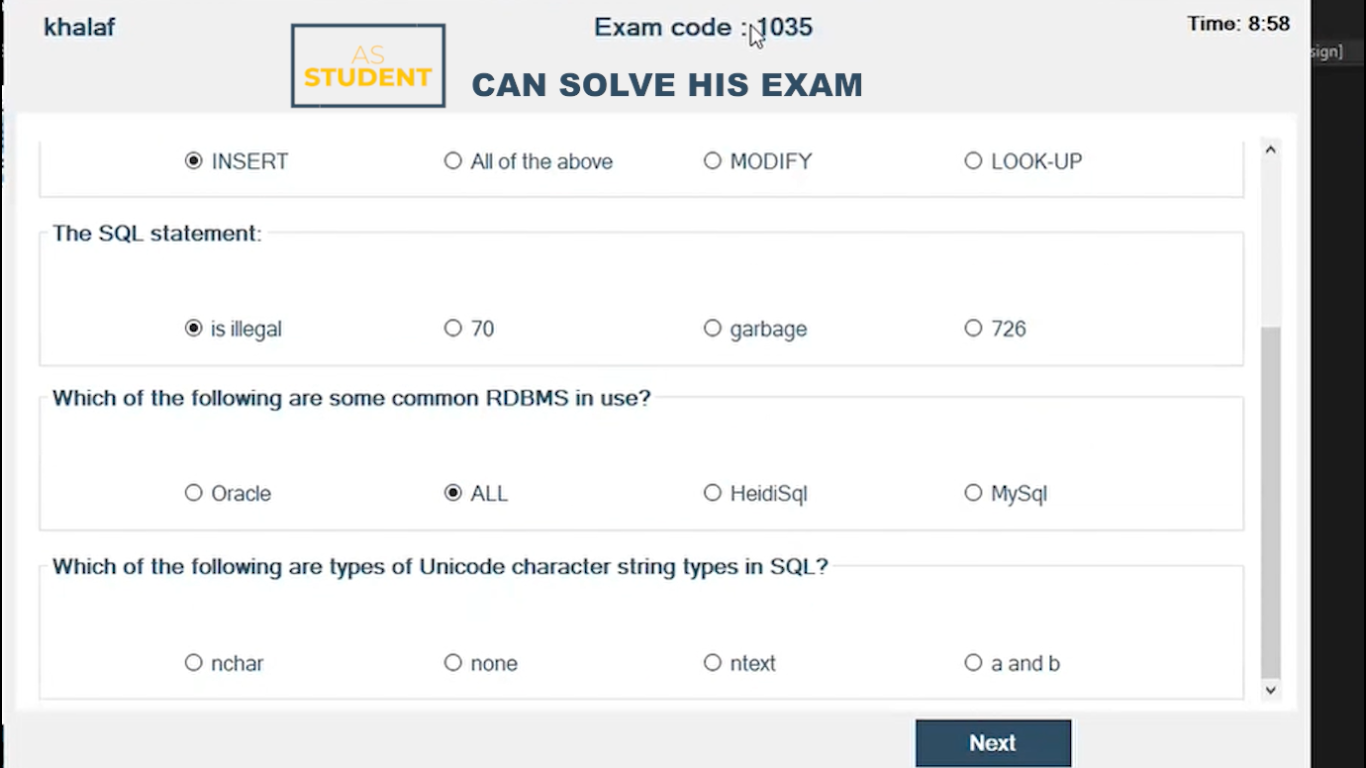 khalaf
Exam code : 1035
Time: 8:58
sign]
AS
STUDENT
CAN SOLVE HIS EXAM
INSERT All of the above MODIFY LOOK-UP
The SQL statement:
is illegal 70 garbage 726
Which of the following are some common RDBMS in use?
Oracle ALL HeidiSql MySql
Which of the following are types of Unicode character string types in SQL?
nchar none ntext a and b
Next